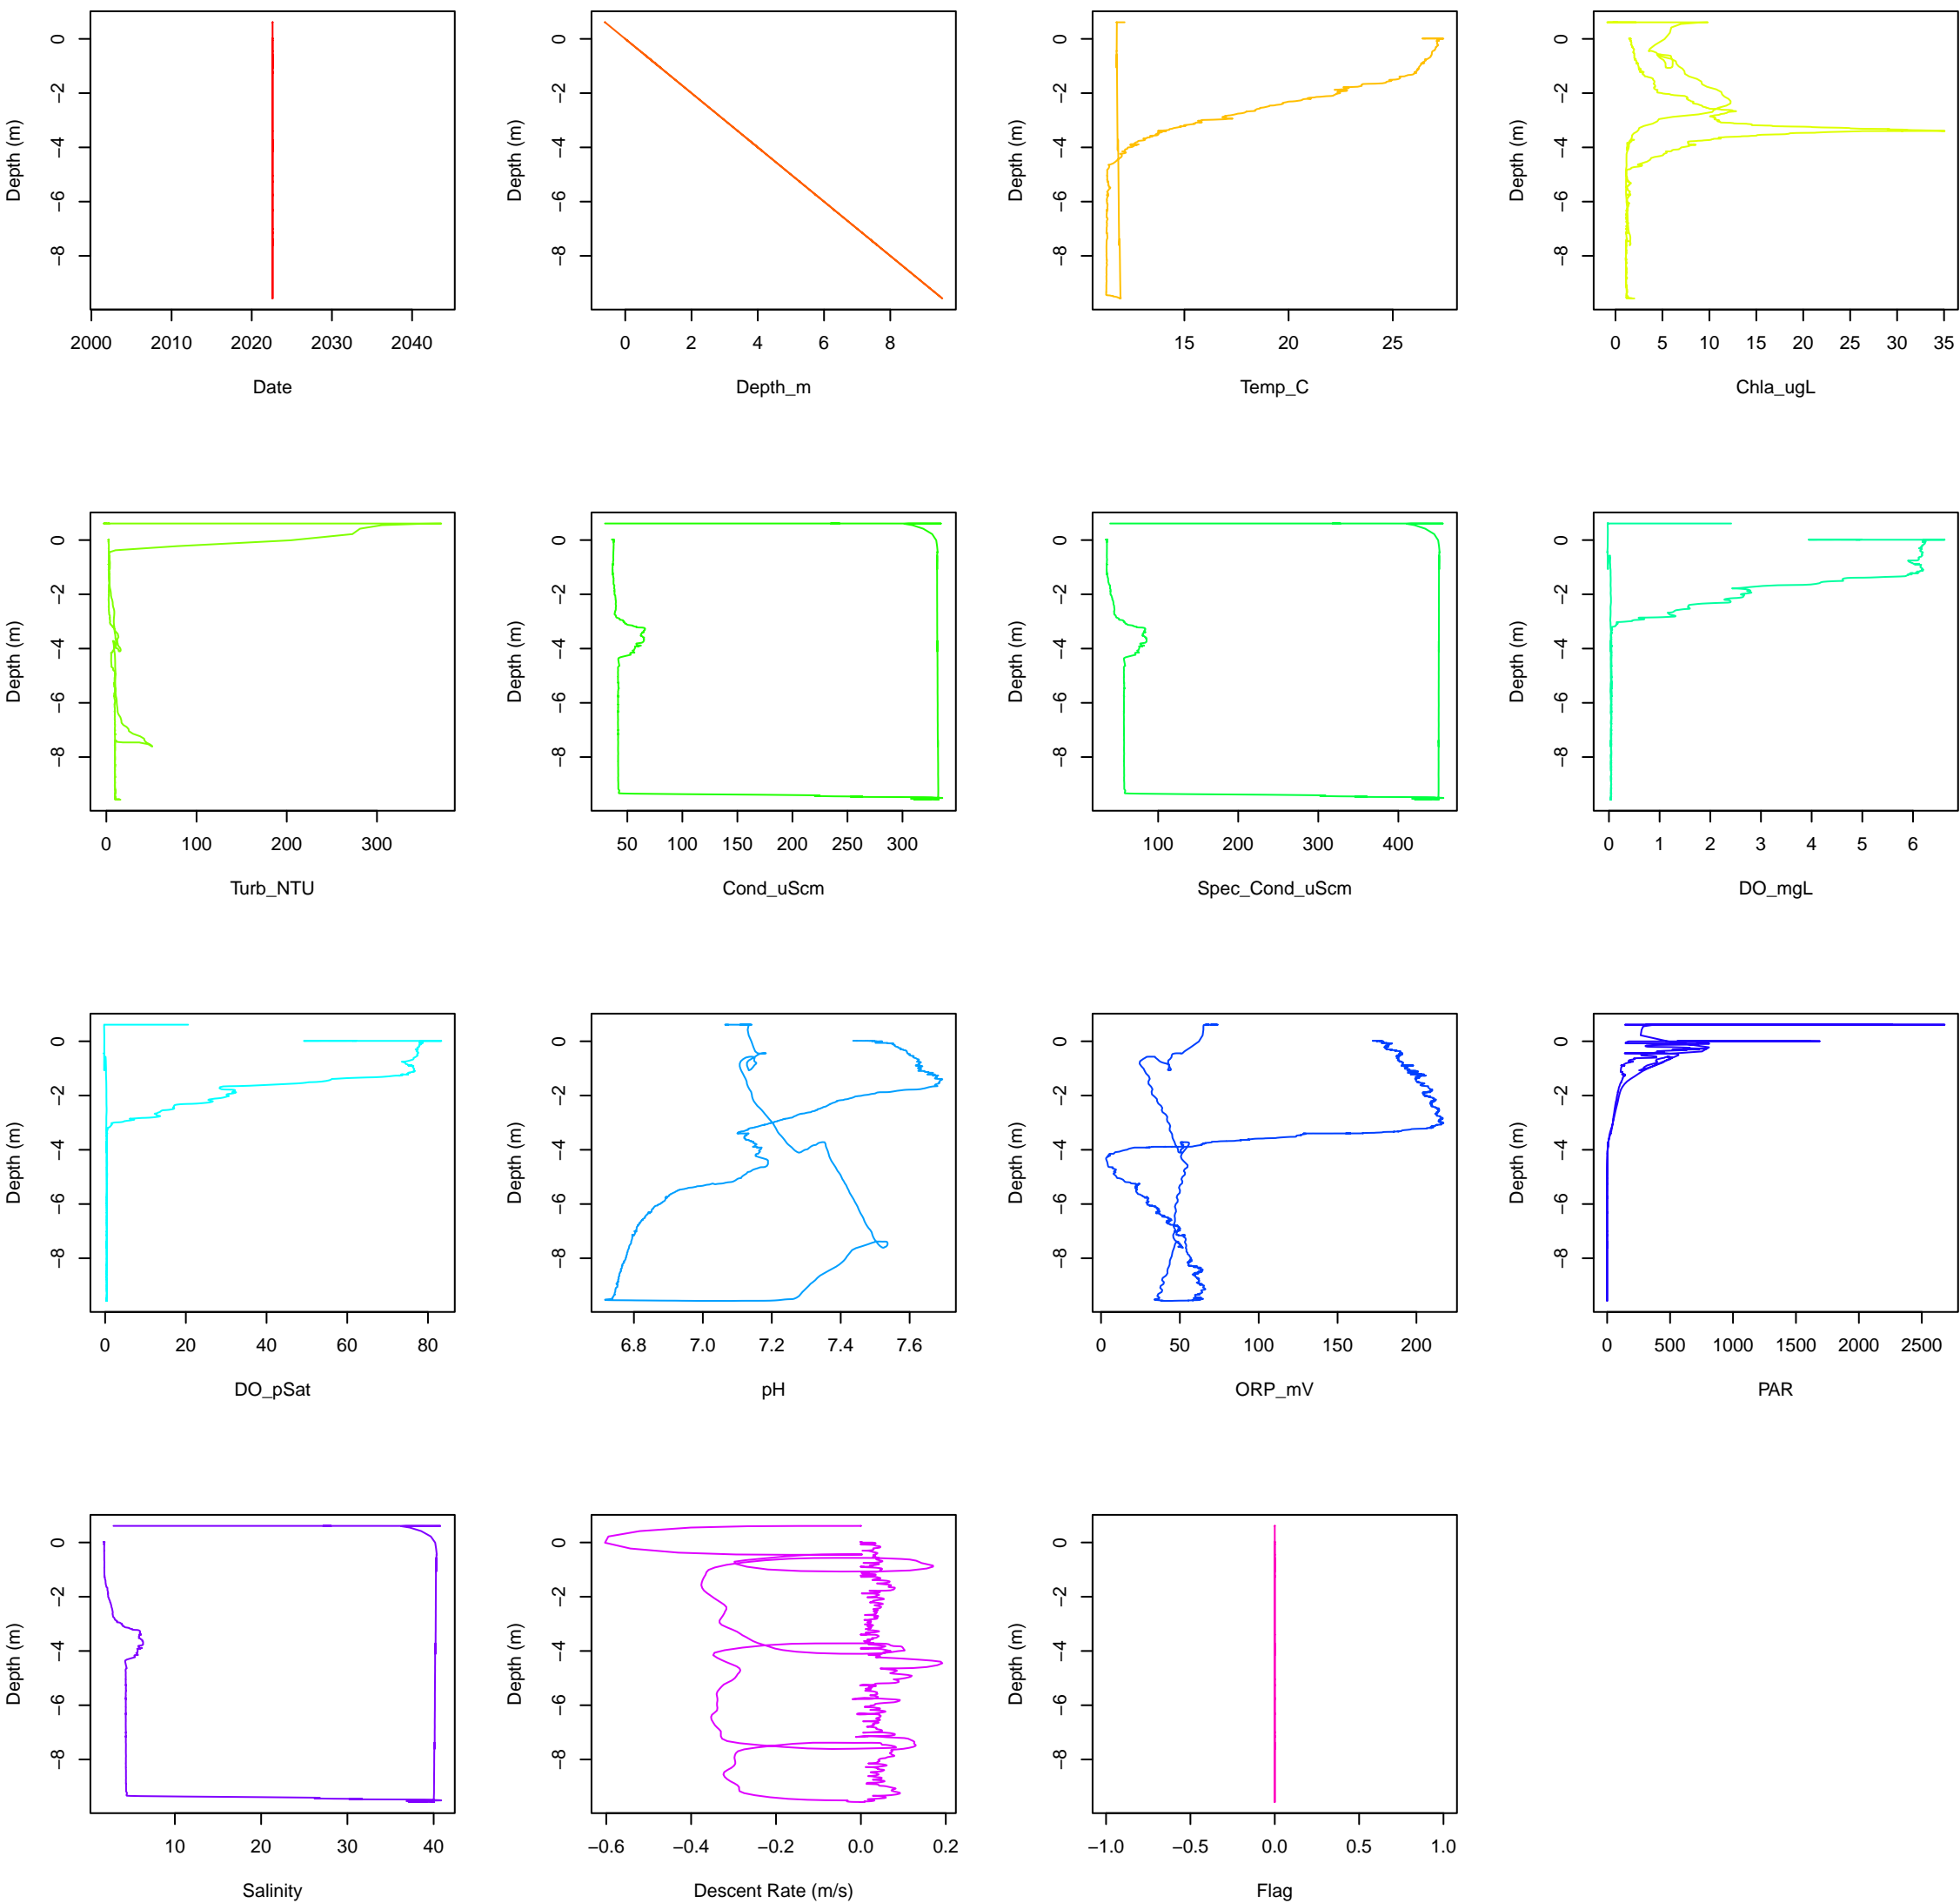 Depth (m)
0
−2
−4
−6
−8
2000 2010 2020 2030 2040
Date
Depth (m)
0
−2
−4
−6
−8
0 2 4 6 8
Depth_m
Depth (m)
0
−2
−4
−6
−8
15 20 25
Temp_C
Depth (m)
0
−2
−4
−6
−8
0 5 10 15 20 25 30 35
Chla_ugL
Depth (m)
0
−2
−4
−6
−8
0 100 200 300
Turb_NTU
Depth (m)
0
−2
−4
−6
−8
50 100 150 200 250 300
Cond_uScm
Depth (m)
0
−2
−4
−6
−8
100 200 300 400
Spec_Cond_uScm
Depth (m)
0
−2
−4
−6
−8
0 1 2 3 4 5 6
DO_mgL
Depth (m)
0
−2
−4
−6
−8
0 20 40 60 80
DO_pSat
Depth (m)
0
−2
−4
−6
−8
6.8 7.0 7.2 7.4 7.6
pH
Depth (m)
0
−2
−4
−6
−8
0 50 100 150 200
ORP_mV
Depth (m)
0
−2
−4
−6
−8
0 500 1000 1500 2000 2500
PAR
Depth (m)
0
−2
−4
−6
−8
10 20 30 40
Salinity
Depth (m)
0
−2
−4
−6
−8
−0.6 −0.4 −0.2 0.0 0.2
Descent Rate (m/s)
Depth (m)
0
−2
−4
−6
−8
−1.0 −0.5 0.0 0.5 1.0
Flag